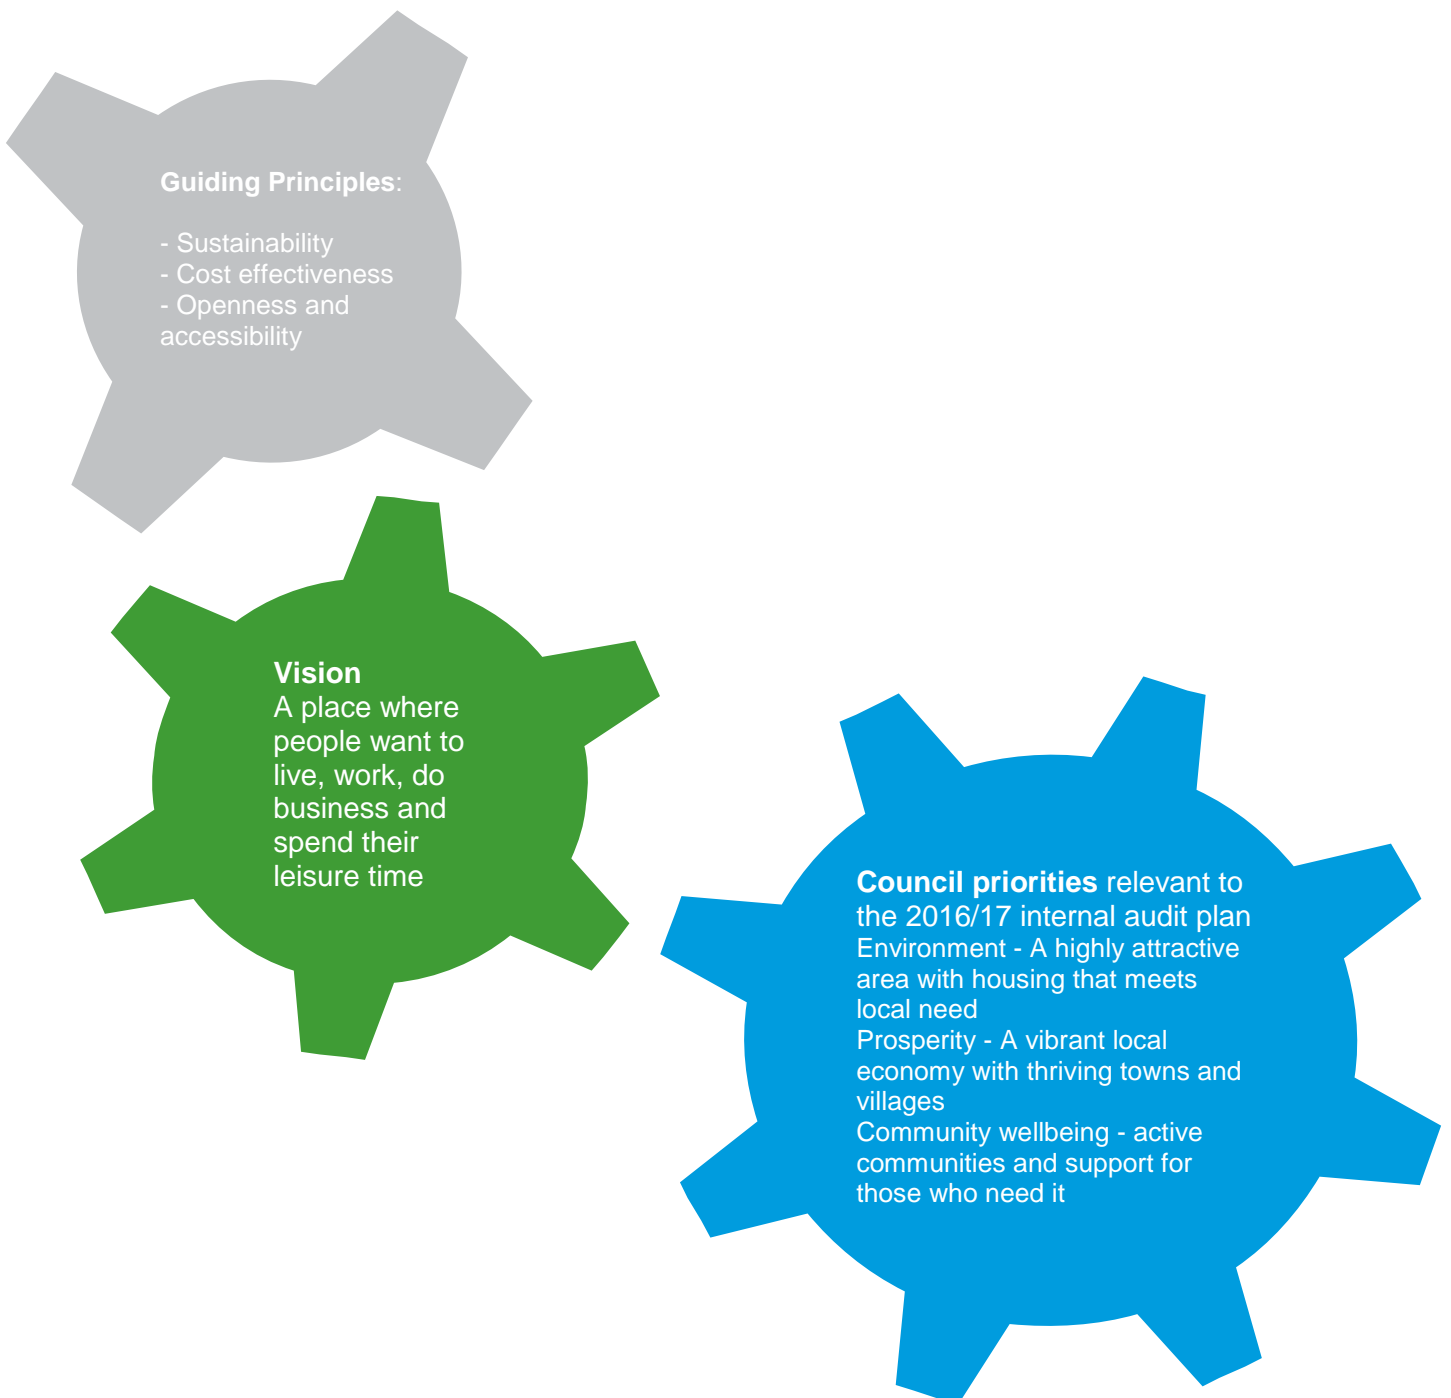 Guiding Principles:
- Sustainability
- Cost effectiveness
- Openness and
accessibility
Vision
A place where
people want to
live, work, do
business and
spend their
leisure time
Council priorities relevant to
the 2016/17 internal audit plan
Environment - A highly attractive
area with housing that meets
local need
Prosperity - A vibrant local
economy with thriving towns and
villages
Community wellbeing - active
communities and support for
those who need it